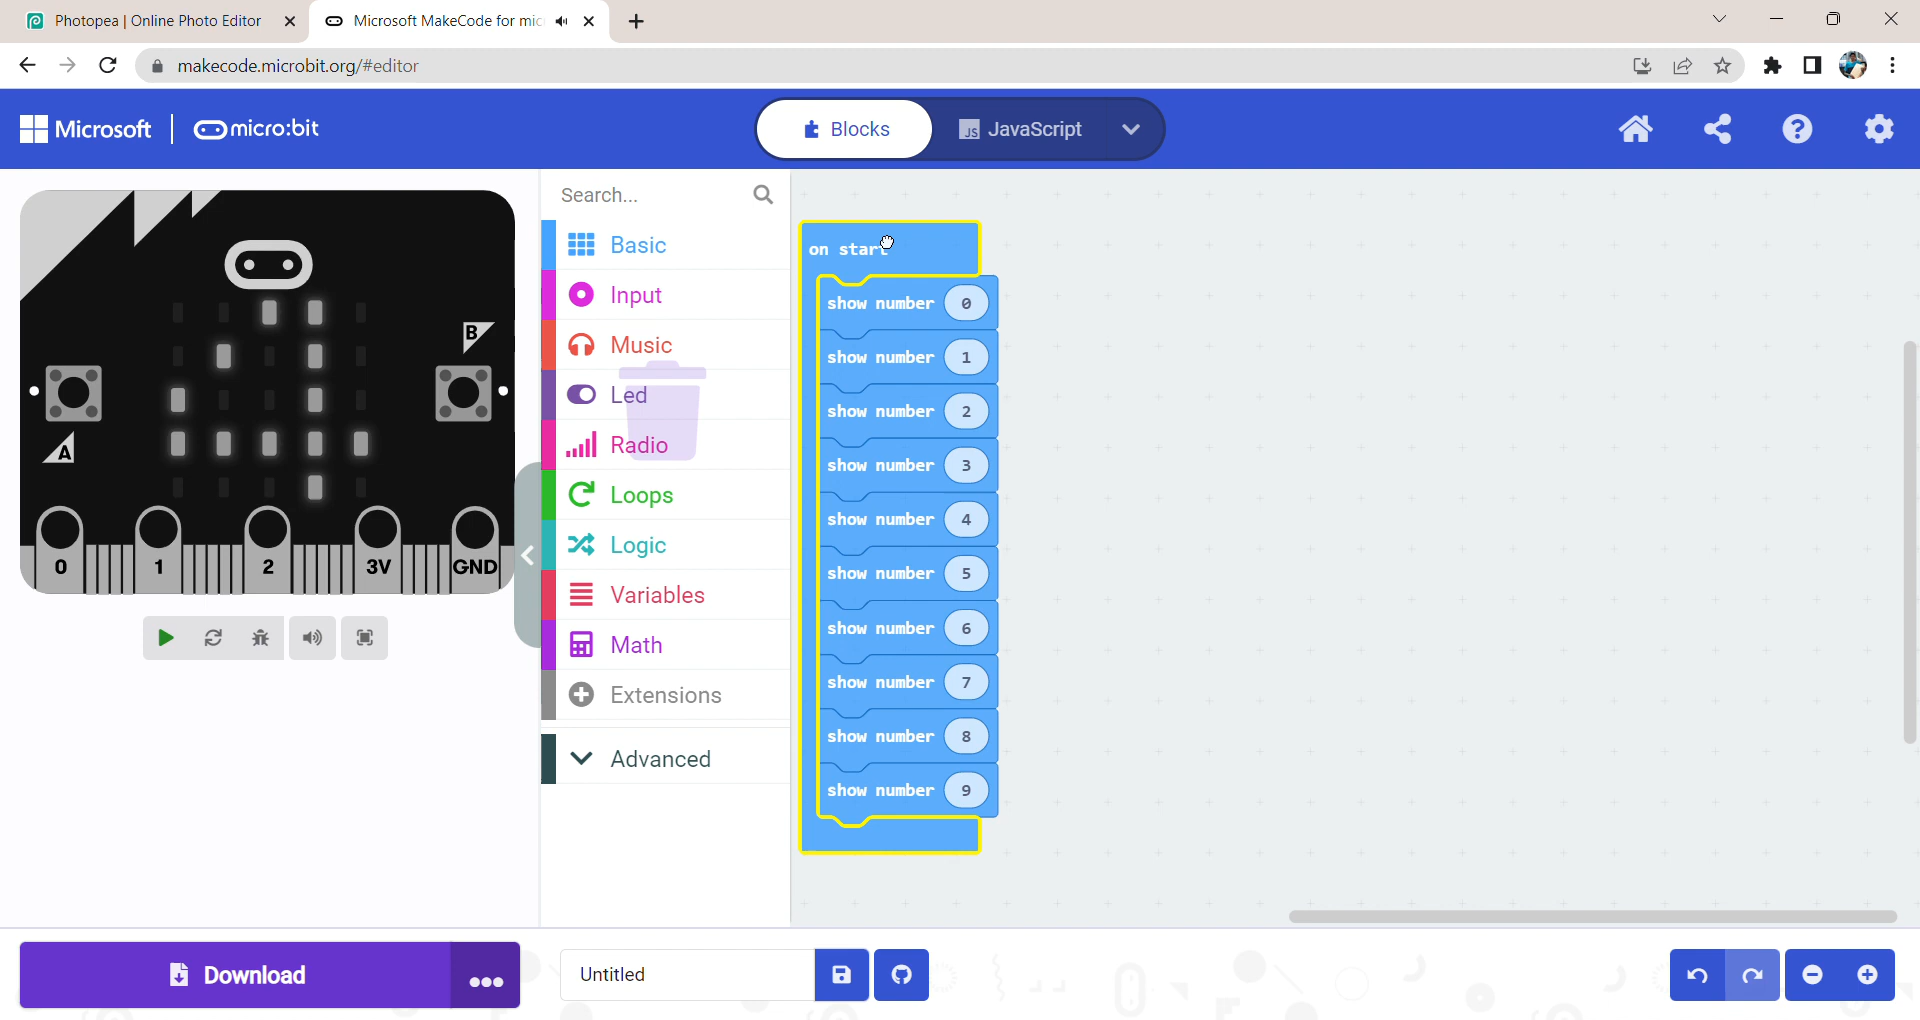 Photopea | Online Photo Editor
Microsoft MakeCode for mic
makecode.microbit.org/#editor
Microsoft
micro:bit
Blocks
JS JavaScript
Search...
Basic
Input
Music
Led
Radio
Loops
Logic
Variables
Math
Extensions
Advanced
B
A
0 1 2 3V GND
on start
show number 0
show number 1
show number 2
show number 3
show number 4
show number 5
show number 6
show number 7
show number 8
show number 9
Download
Untitled